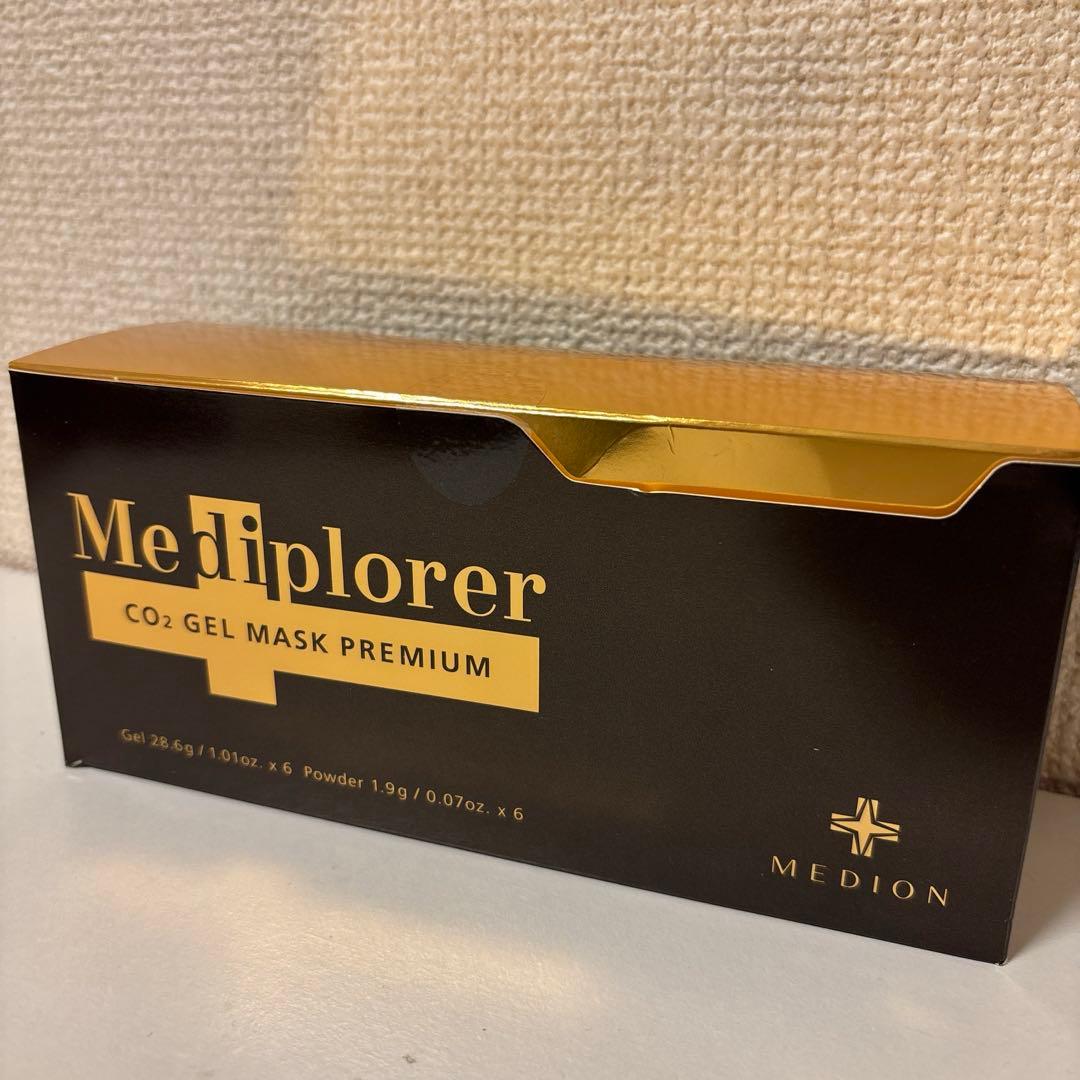 Mediplorer
CO₂ GEL MASK PREMIUM
Gel 28.6g / 1.01oz. x 6 Powder 1.9g / 0.07oz. x 6
MEDION